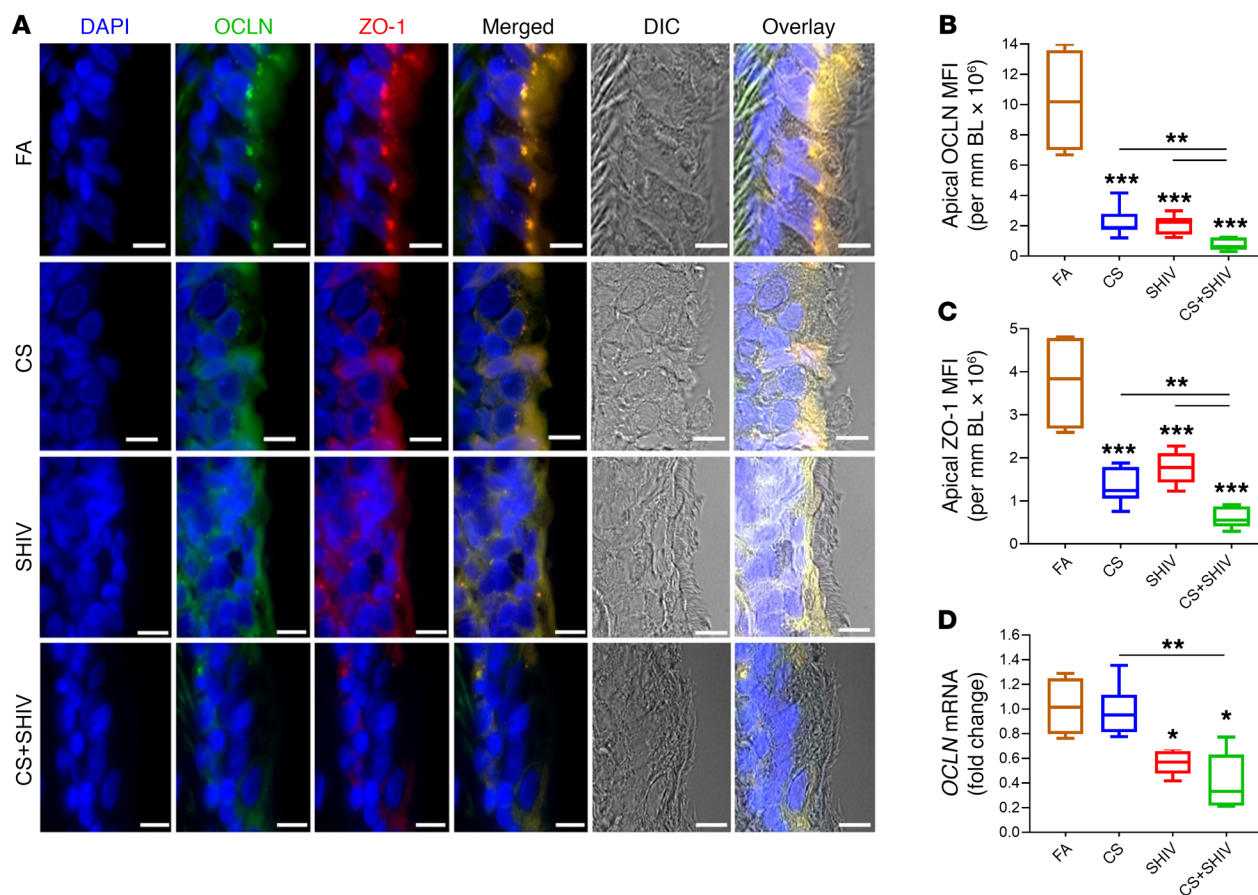 A
DAPI OCLN ZO-1 Merged DIC Overlay
FA
CS
SHIV
CS+SHIV
B
Apical OCLN MFI
(per mm BL × 10⁶)
14
12
10
8
6
4
2
0
**
*** *** ***
FA CS SHIV CS+SHIV
C
Apical ZO-1 MFI
(per mm BL × 10⁶)
5
4
3
2
1
0
**
*** *** ***
FA CS SHIV CS+SHIV
D
OCLN mRNA
(fold change)
1.6
1.4
1.2
1.0
0.8
0.6
0.4
0.2
0.0
**
* *
FA CS SHIV CS+SHIV